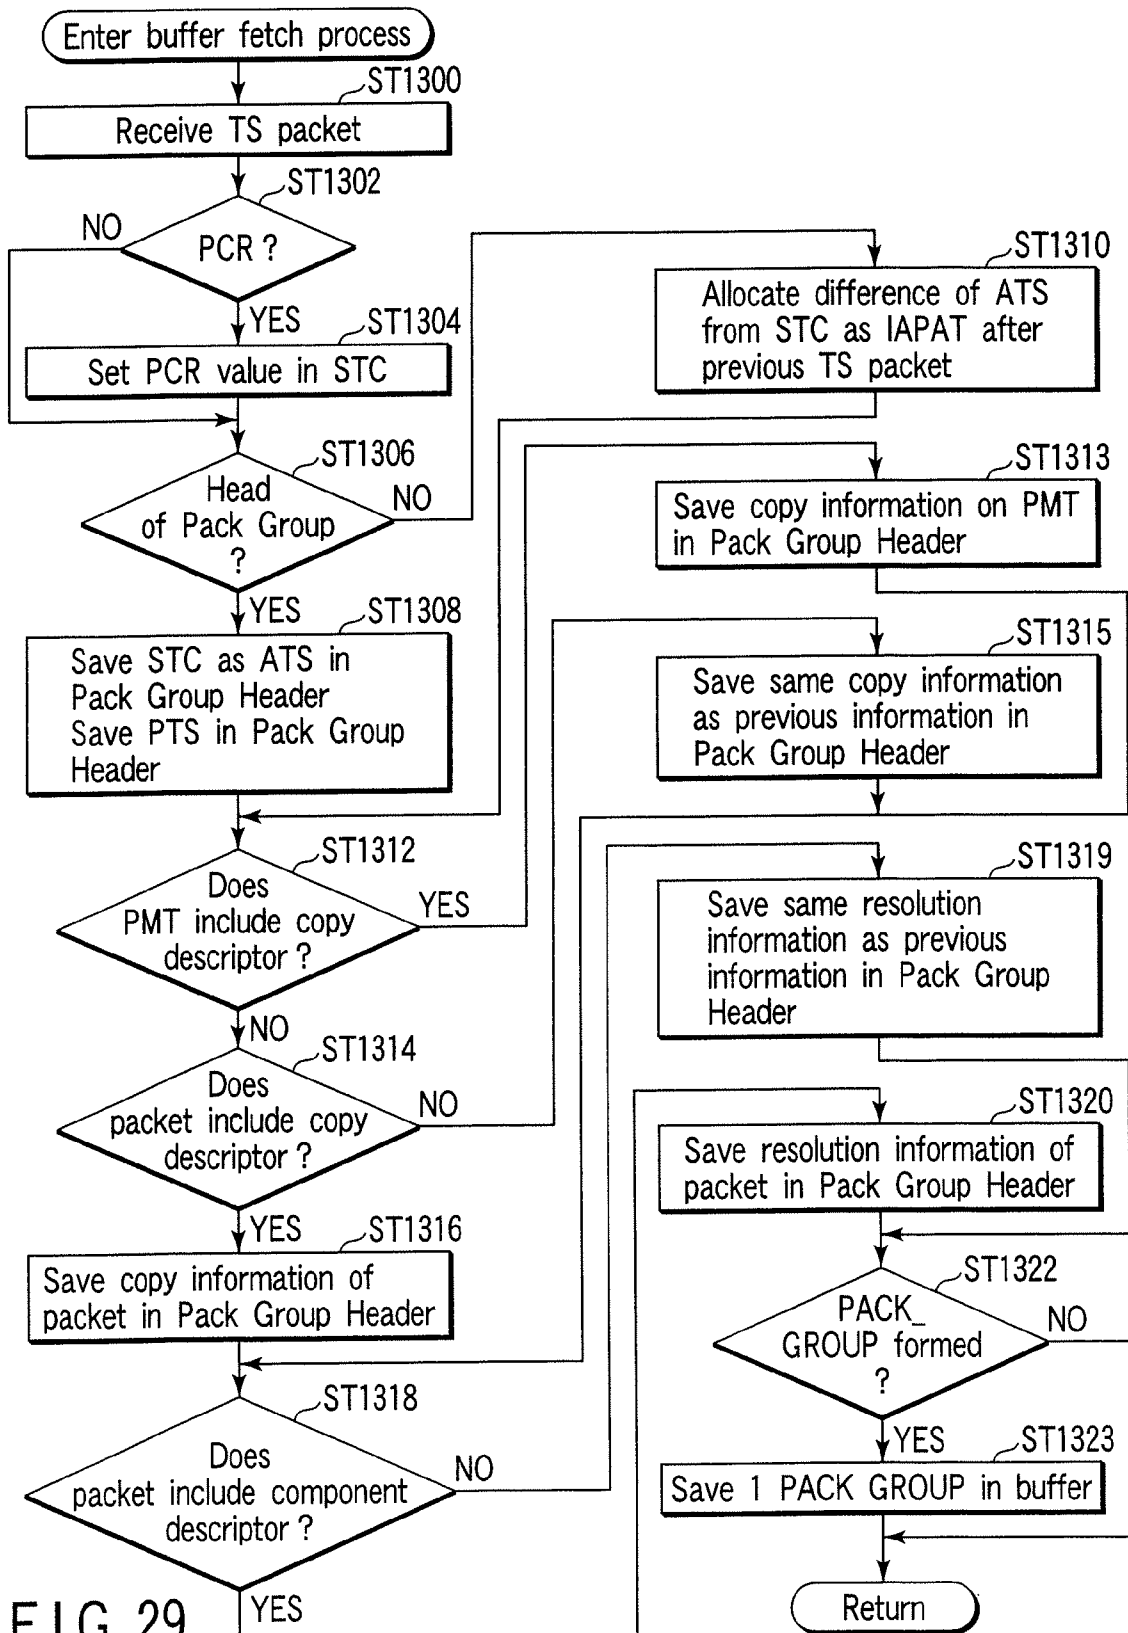 Enter buffer fetch process
ST1300
Receive TS packet
ST1302
PCR ?
NO
YES
ST1304
Set PCR value in STC
ST1306
Head
of Pack Group
?
NO
YES
ST1308
Save STC as ATS in
Pack Group Header
Save PTS in Pack Group
Header
ST1312
Does
PMT include copy
descriptor ?
YES
NO
ST1314
Does
packet include copy
descriptor ?
NO
YES
ST1316
Save copy information of
packet in Pack Group Header
ST1318
Does
packet include component
descriptor ?
NO
YES
ST1310
Allocate difference of ATS
from STC as IAPAT after
previous TS packet
ST1313
Save copy information on PMT
in Pack Group Header
ST1315
Save same copy information
as previous information in
Pack Group Header
ST1319
Save same resolution
information as previous
information in Pack Group
Header
ST1320
Save resolution information of
packet in Pack Group Header
ST1322
PACK_
GROUP formed
?
NO
YES
ST1323
Save 1 PACK GROUP in buffer
Return
FIG. 29